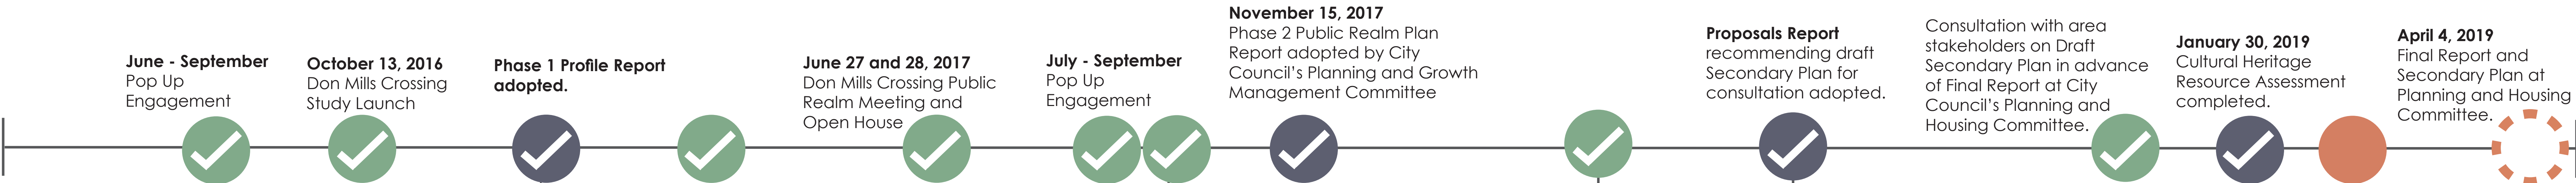 June - September
Pop Up
Engagement
October 13, 2016
Don Mills Crossing
Study Launch
Phase 1 Profile Report
adopted.
June 27 and 28, 2017
Don Mills Crossing Public
Realm Meeting and
Open House
July - September
Pop Up
Engagement
November 15, 2017
Phase 2 Public Realm Plan
Report adopted by City
Council’s Planning and Growth
Management Committee
Proposals Report
recommending draft
Secondary Plan for
consultation adopted.
Consultation with area
stakeholders on Draft
Secondary Plan in advance
of Final Report at City
Council’s Planning and
Housing Committee.
January 30, 2019
Cultural Heritage
Resource Assessment
completed.
April 4, 2019
Final Report and
Secondary Plan at
Planning and Housing
Committee.